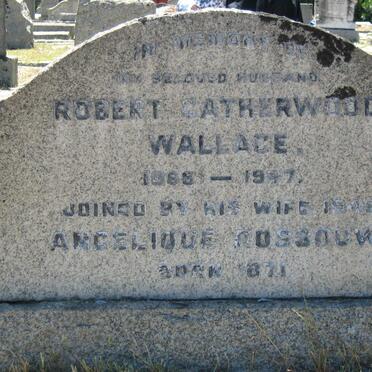 IN MEMORY OF
MY BELOVED HUSBAND
ROBERT CATHERWOOD
WALLACE.
1868 — 1947.
JOINED BY HIS WIFE
ANGELIQUE ROSSOUW
BORN 1871